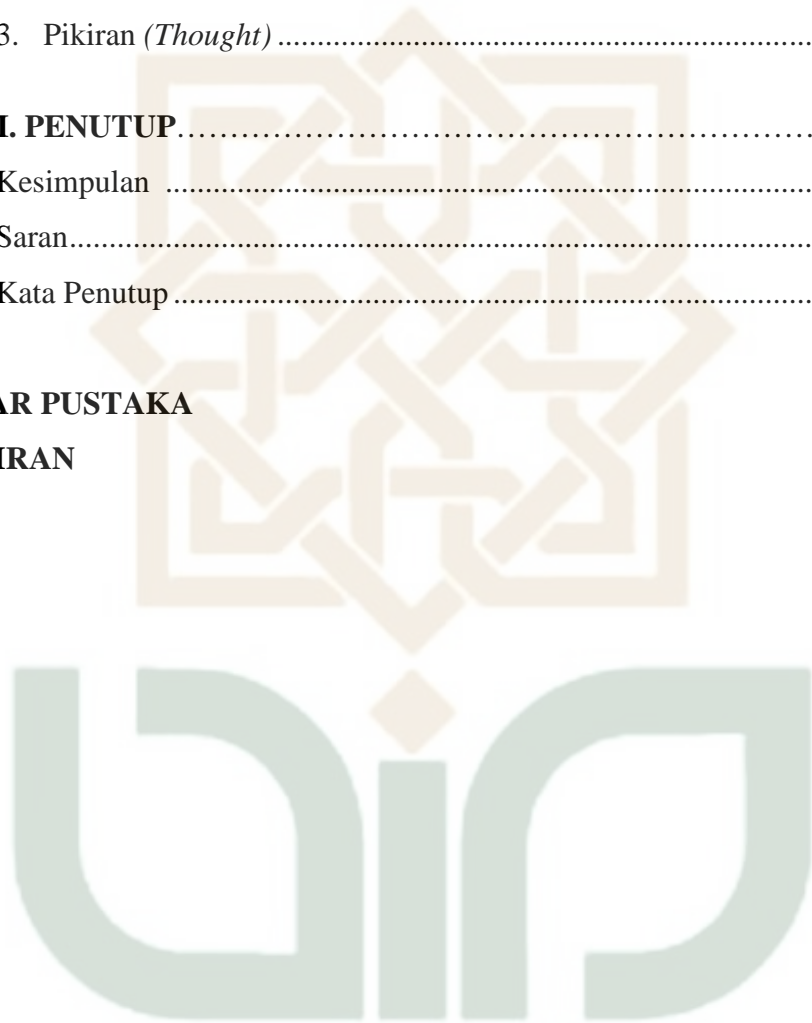 3. Pikiran (Thought) ........................................................
I. PENUTUP........................................................
Kesimpulan ........................................................
Saran........................................................
Kata Penutup ........................................................
AR PUSTAKA
IRAN